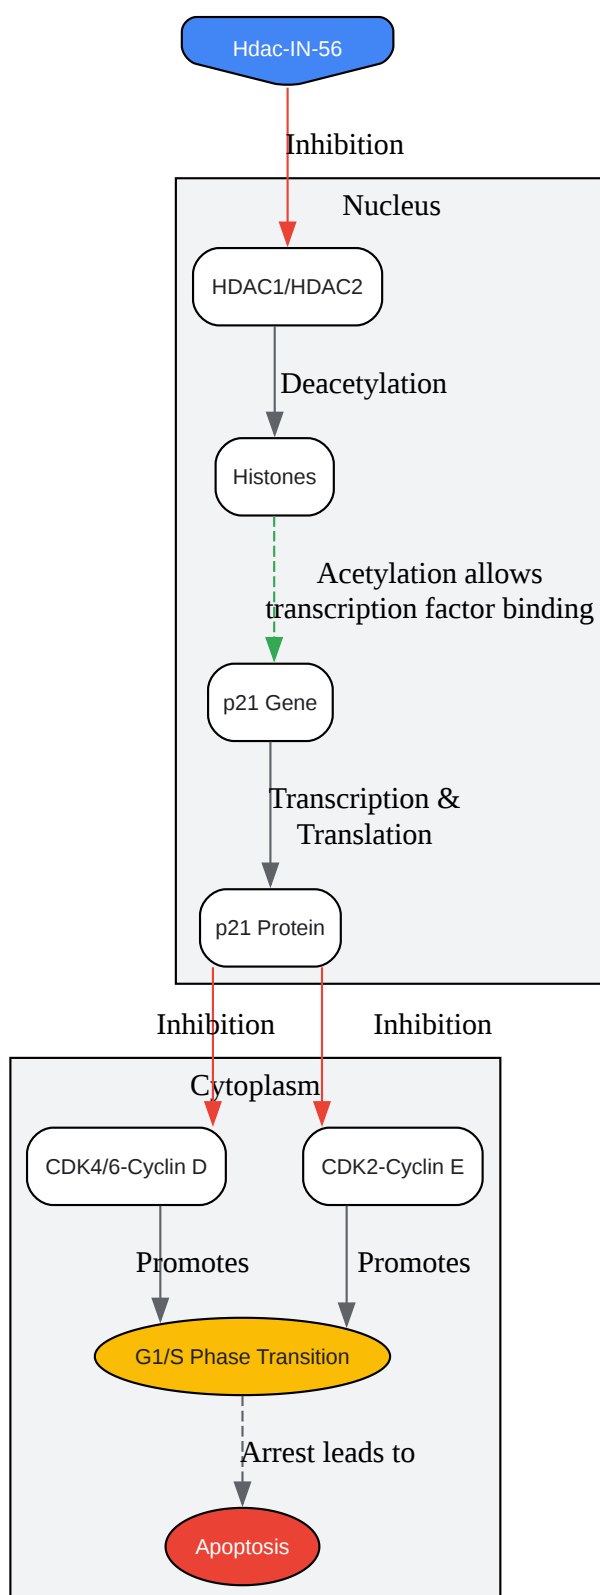 Hdac-IN-56
Inhibition
Nucleus
HDAC1/HDAC2
Deacetylation
Histones
Acetylation allows
transcription factor binding
p21 Gene
Transcription &
Translation
p21 Protein
Inhibition
Inhibition
Cytoplasm
CDK4/6-Cyclin D
CDK2-Cyclin E
Promotes
Promotes
G1/S Phase Transition
Arrest leads to
Apoptosis